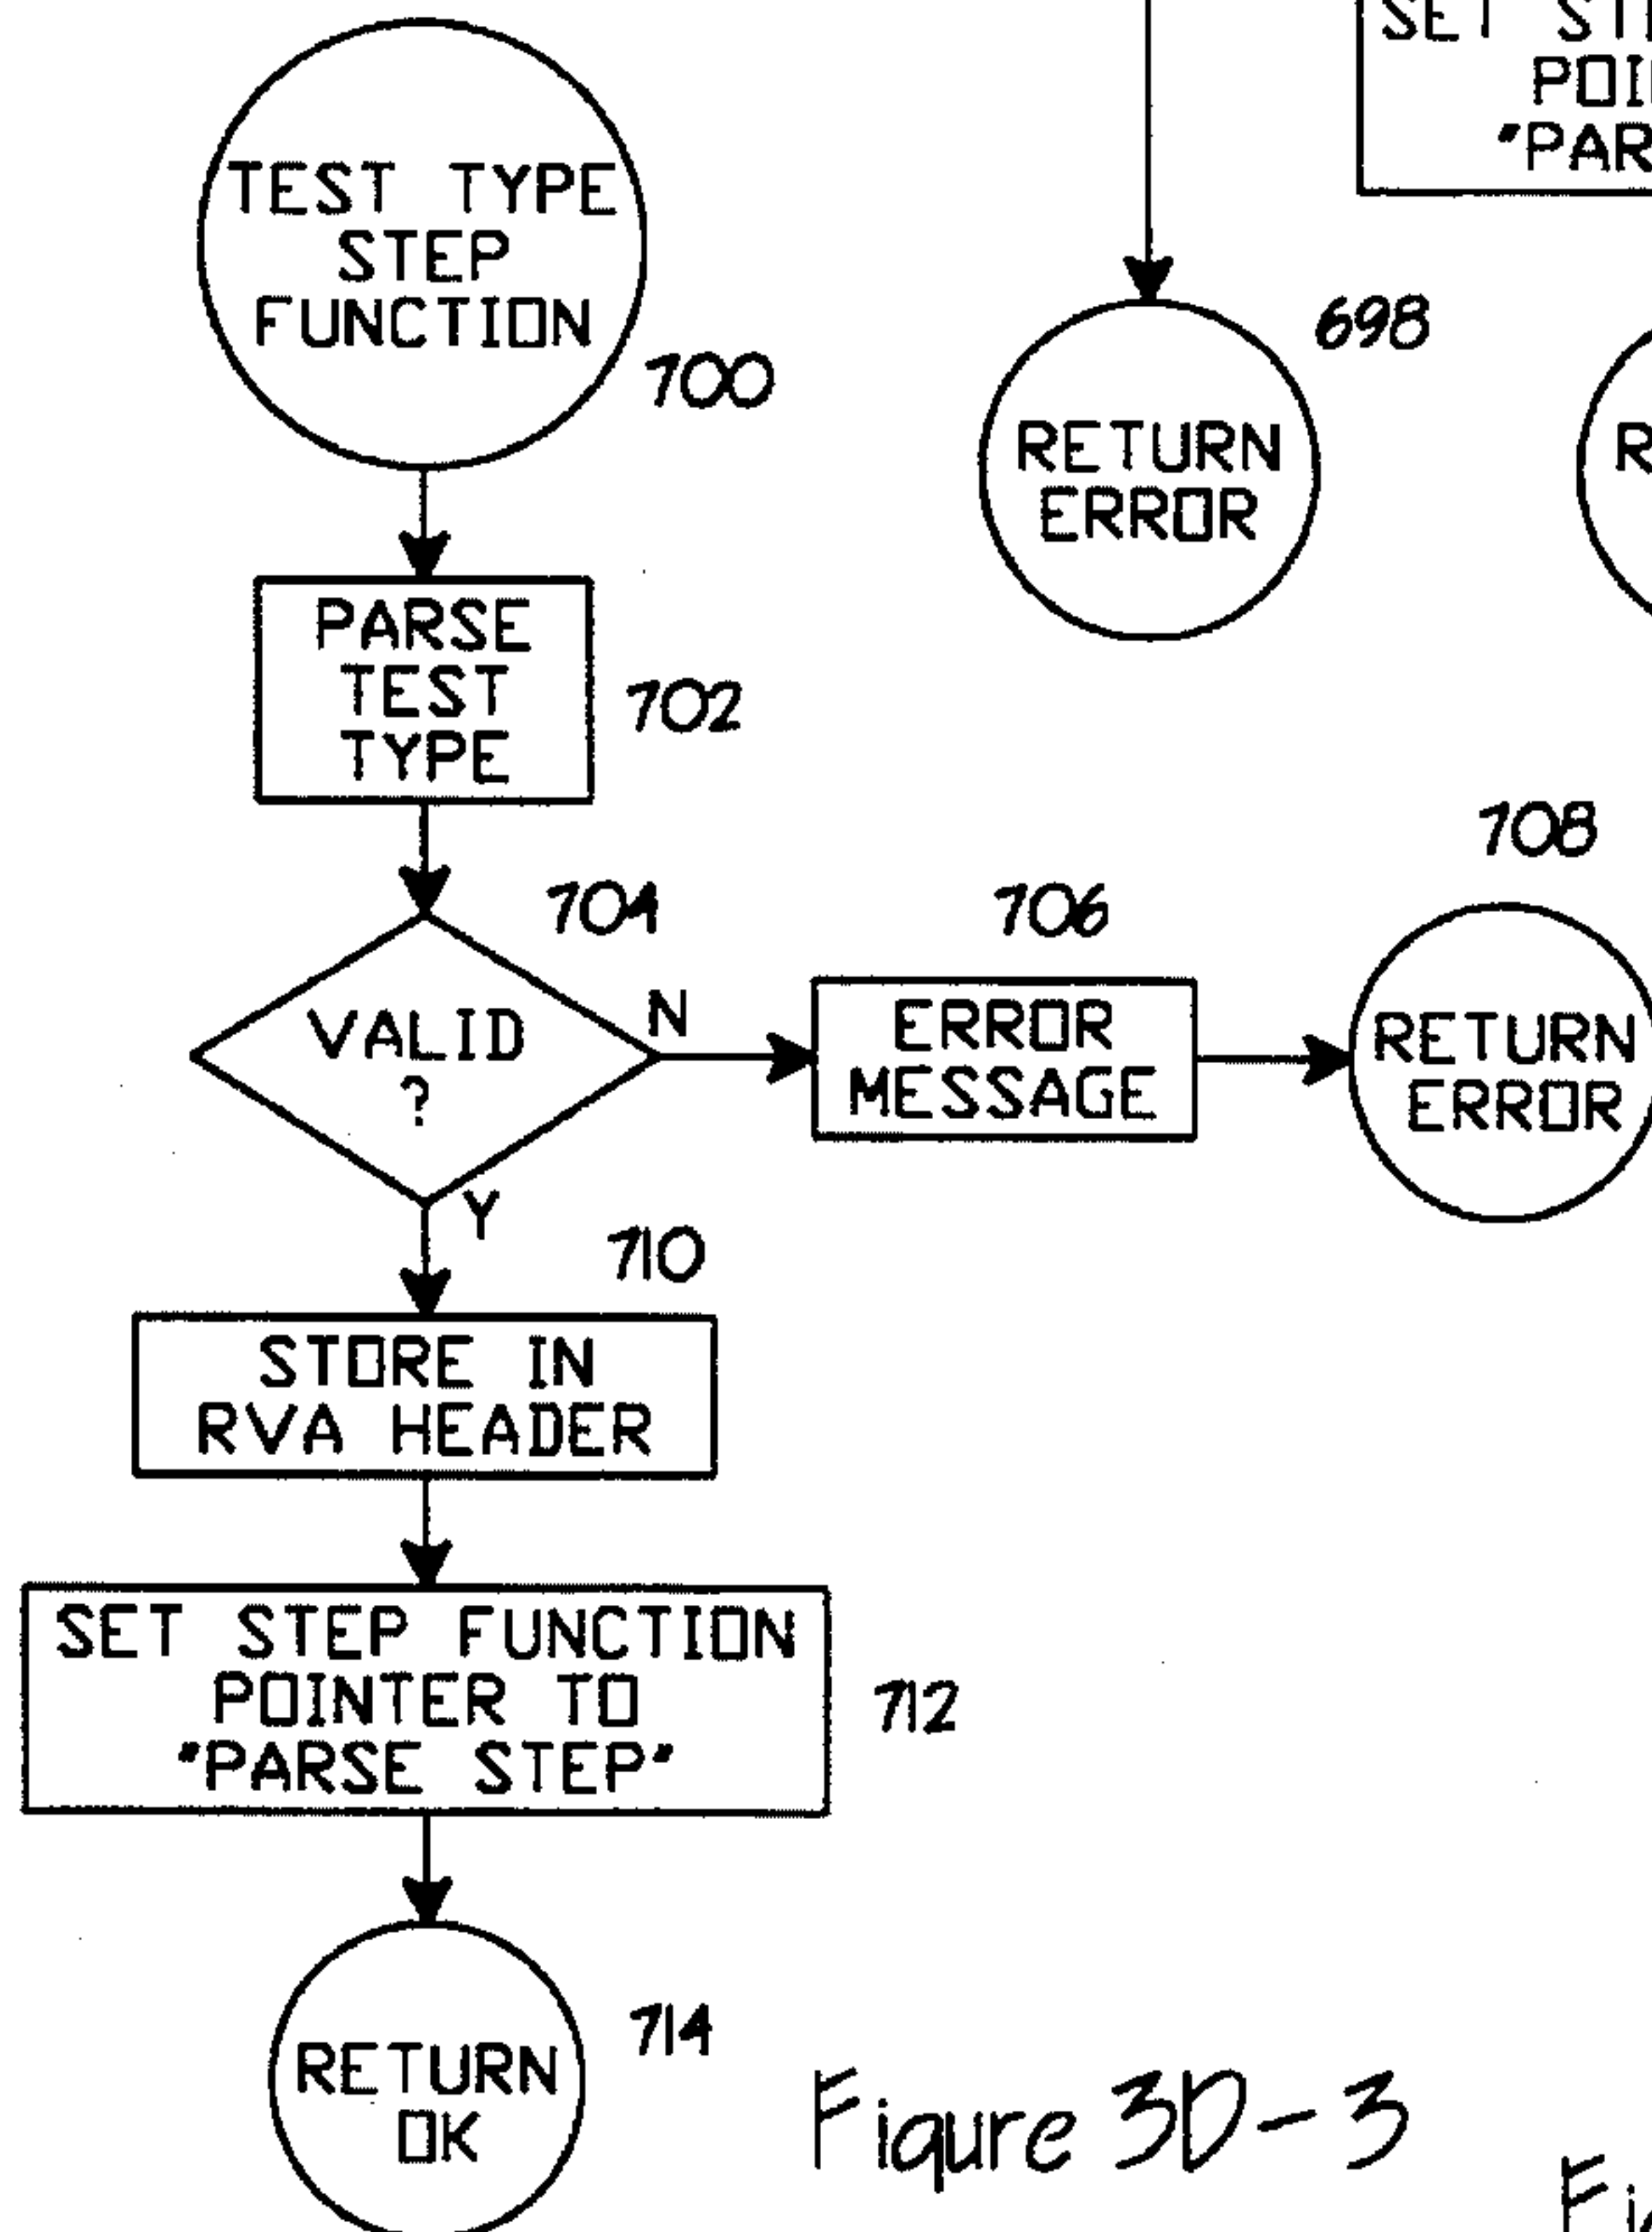 TEST TYPE
STEP
FUNCTION
700
PARSE
TEST
TYPE
702
704
VALID
?
N
Y
706
ERROR
MESSAGE
708
RETURN
ERROR
710
STORE IN
RVA HEADER
SET STEP FUNCTION
POINTER TO
"PARSE STEP"
712
RETURN
OK
714
Figure 3D-3
698
RETURN
ERROR
SET